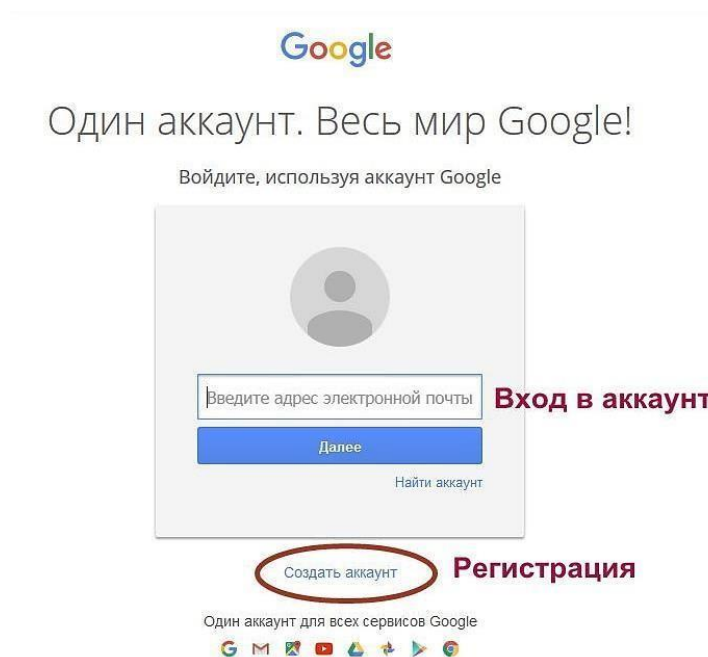 Google
Один аккаунт. Весь мир Google!
Войдите, используя аккаунт Google
Введите адрес электронной почты
Вход в аккаунт
Далее
Найти аккаунт
Создать аккаунт
Регистрация
Один аккаунт для всех сервисов Google